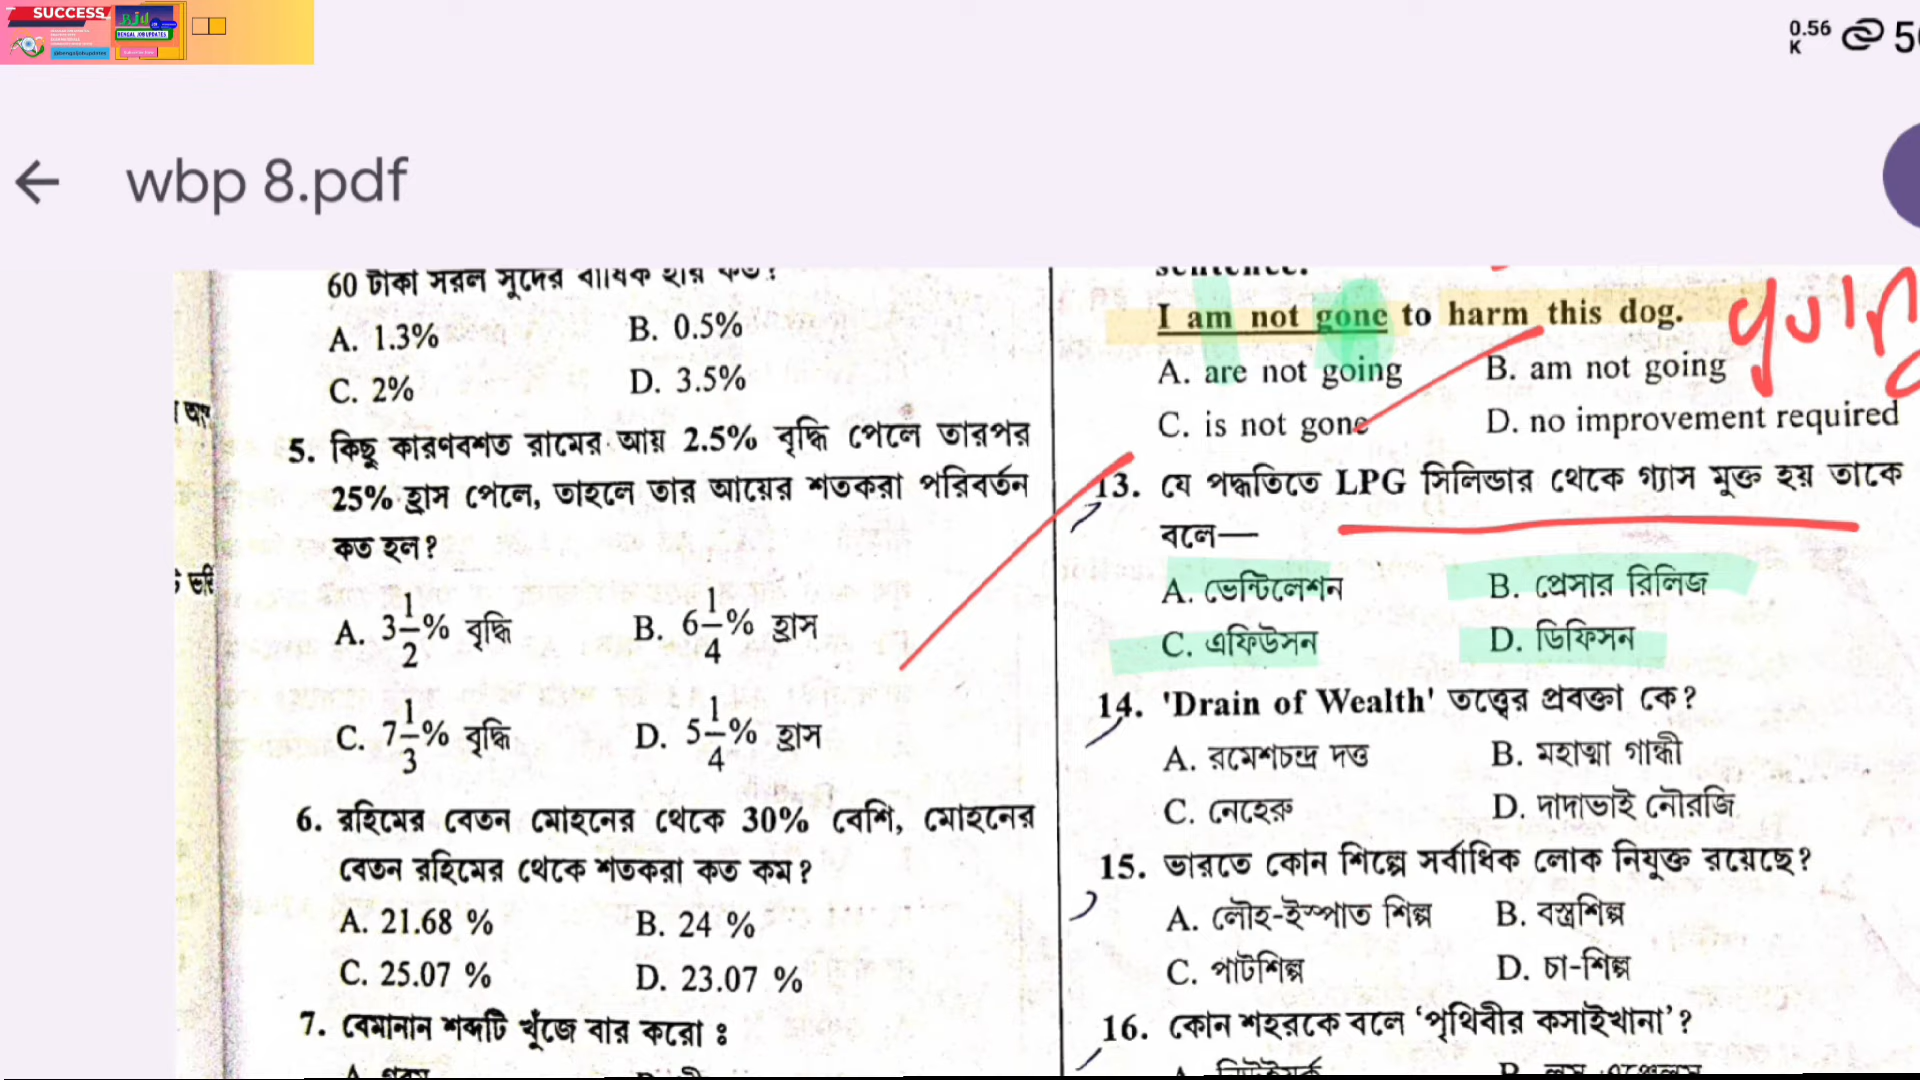 SUCCESS
Bjd
BENGAL JOB UPDATES
@bengaljobupdates
0.56
K
wbp 8.pdf
60 টাকা সরল সুদের বার্ষিক হার কত?
A. 1.3%
B. 0.5%
C. 2%
D. 3.5%
5. কিছু কারণবশত রামের আয় 2.5% বৃদ্ধি পেলে তারপর
25% হ্রাস পেলে, তাহলে তার আয়ের শতকরা পরিবর্তন
কত হল?
A. 3 1/2 % বৃদ্ধি
B. 6 1/4 % হ্রাস
C. 7 1/3 % বৃদ্ধি
D. 5 1/4 % হ্রাস
6. রহিমের বেতন মোহনের থেকে 30% বেশি, মোহনের
বেতন রহিমের থেকে শতকরা কত কম?
A. 21.68 %
B. 24 %
C. 25.07 %
D. 23.07 %
7. বেমানান শব্দটি খুঁজে বার করো ঃ
sentence.
I am not gone to harm this dog.
A. are not going
B. am not going
C. is not gone
D. no improvement required
13. যে পদ্ধতিতে LPG সিলিন্ডার থেকে গ্যাস মুক্ত হয় তাকে
বলে—
A. ভেন্টিলেশন
B. প্রেসার রিলিজ
C. এফিউসন
D. ডিফিসন
14. 'Drain of Wealth' তত্ত্বের প্রবক্তা কে?
A. রমেশচন্দ্র দত্ত
B. মহাত্মা গান্ধী
C. নেহেরু
D. দাদাভাই নৌরজি
15. ভারতে কোন শিল্পে সর্বাধিক লোক নিযুক্ত রয়েছে?
A. লৌহ-ইস্পাত শিল্প
B. বস্ত্রশিল্প
C. পাটশিল্প
D. চা-শিল্প
16. কোন শহরকে বলে ‘পৃথিবীর কসাইখানা’?